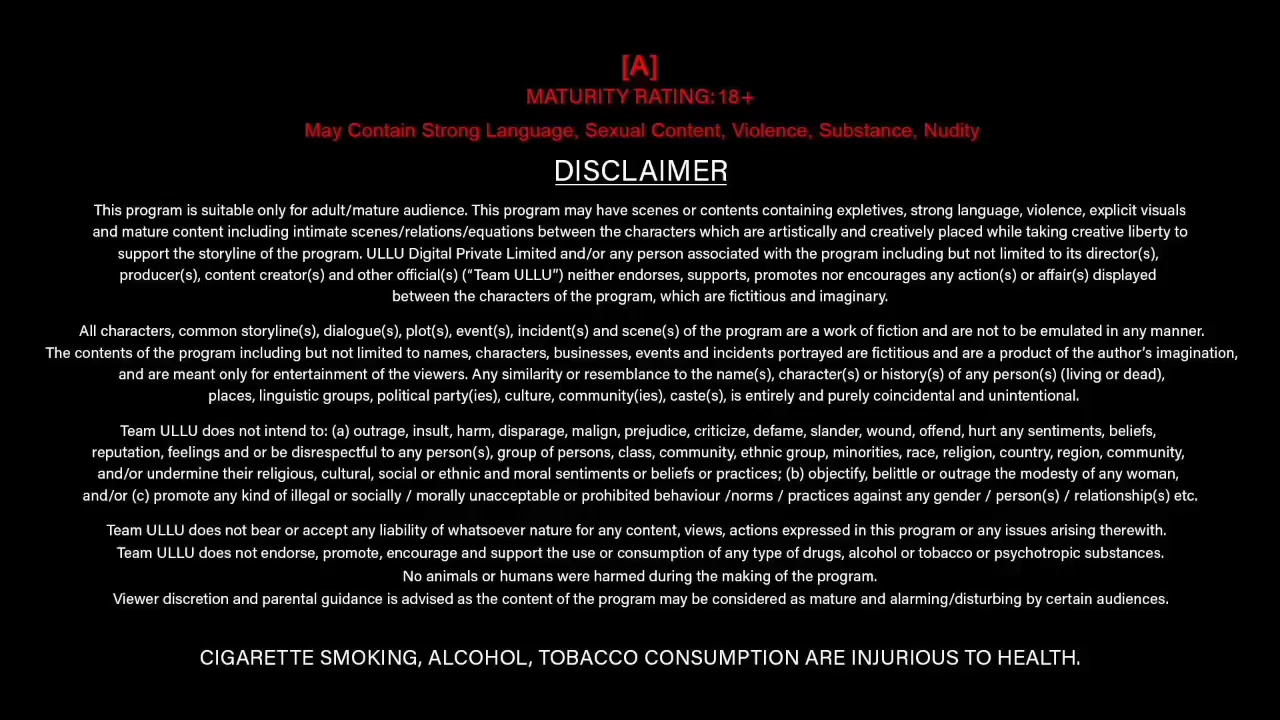 [A]
MATURITY RATING: 18+
May Contain Strong Language, Sexual Content, Violence, Substance, Nudity
DISCLAIMER
This program is suitable only for adult/mature audience. This program may have scenes or contents containing expletives, strong language, violence, explicit visuals
and mature content including intimate scenes/relations/equations between the characters which are artistically and creatively placed while taking creative liberty to
support the storyline of the program. ULLU Digital Private Limited and/or any person associated with the program including but not limited to its director(s),
producer(s), content creator(s) and other official(s) (“Team ULLU”) neither endorses, supports, promotes nor encourages any action(s) or affair(s) displayed
between the characters of the program, which are fictitious and imaginary.
All characters, common storyline(s), dialogue(s), plot(s), event(s), incident(s) and scene(s) of the program are a work of fiction and are not to be emulated in any manner.
The contents of the program including but not limited to names, characters, businesses, events and incidents portrayed are fictitious and are a product of the author’s imagination,
and are meant only for entertainment of the viewers. Any similarity or resemblance to the name(s), character(s) or history(s) of any person(s) (living or dead),
places, linguistic groups, political party(ies), culture, community(ies), caste(s), is entirely and purely coincidental and unintentional.
Team ULLU does not intend to: (a) outrage, insult, harm, disparage, malign, prejudice, criticize, defame, slander, wound, offend, hurt any sentiments, beliefs,
reputation, feelings and or be disrespectful to any person(s), group of persons, class, community, ethnic group, minorities, race, religion, country, region, community,
and/or undermine their religious, cultural, social or ethnic and moral sentiments or beliefs or practices; (b) objectify, belittle or outrage the modesty of any woman,
and/or (c) promote any kind of illegal or socially / morally unacceptable or prohibited behaviour /norms / practices against any gender / person(s) / relationship(s) etc.
Team ULLU does not bear or accept any liability of whatsoever nature for any content, views, actions expressed in this program or any issues arising therewith.
Team ULLU does not endorse, promote, encourage and support the use or consumption of any type of drugs, alcohol or tobacco or psychotropic substances.
No animals or humans were harmed during the making of the program.
Viewer discretion and parental guidance is advised as the content of the program may be considered as mature and alarming/disturbing by certain audiences.
CIGARETTE SMOKING, ALCOHOL, TOBACCO CONSUMPTION ARE INJURIOUS TO HEALTH.